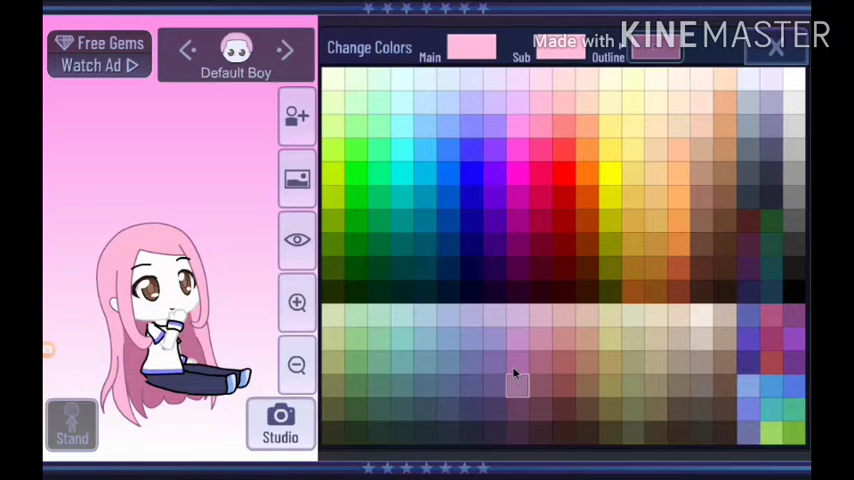 Free Gems
Watch Ad
Default Boy
Change Colors
Main
Sub
Outline
Made with
KINEMASTER
Stand
Studio